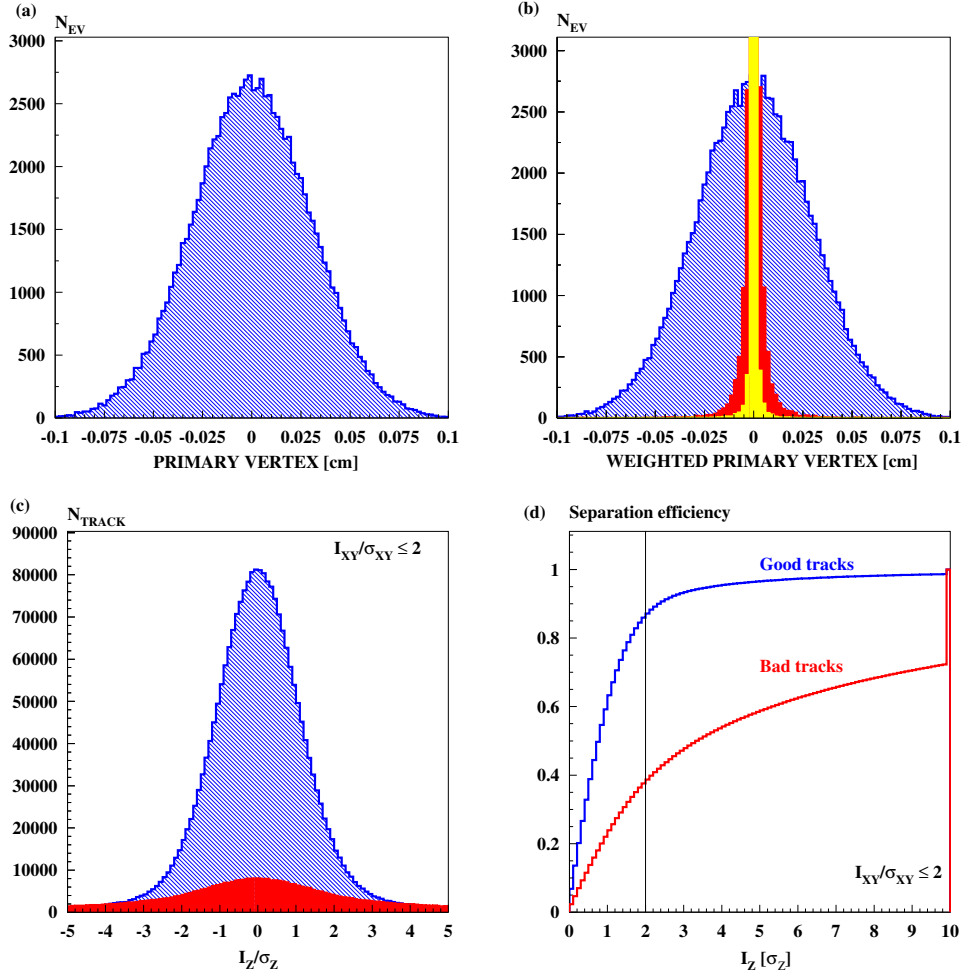 (a)
N_EV
3000
2500
2000
1500
1000
500
0
-0.1 -0.075 -0.05 -0.025 0 0.025 0.05 0.075 0.1
PRIMARY VERTEX [cm]
(b)
N_EV
3000
2500
2000
1500
1000
500
0
-0.1 -0.075 -0.05 -0.025 0 0.025 0.05 0.075 0.1
WEIGHTED PRIMARY VERTEX [cm]
(c)
N_TRACK
I_XY/σ_XY ≤ 2
90000
80000
70000
60000
50000
40000
30000
20000
10000
0
-5 -4 -3 -2 -1 0 1 2 3 4 5
I_Z/σ_Z
(d) Separation efficiency
Good tracks
Bad tracks
I_XY/σ_XY ≤ 2
1
0.8
0.6
0.4
0.2
0
0 1 2 3 4 5 6 7 8 9 10
I_Z [σ_Z]